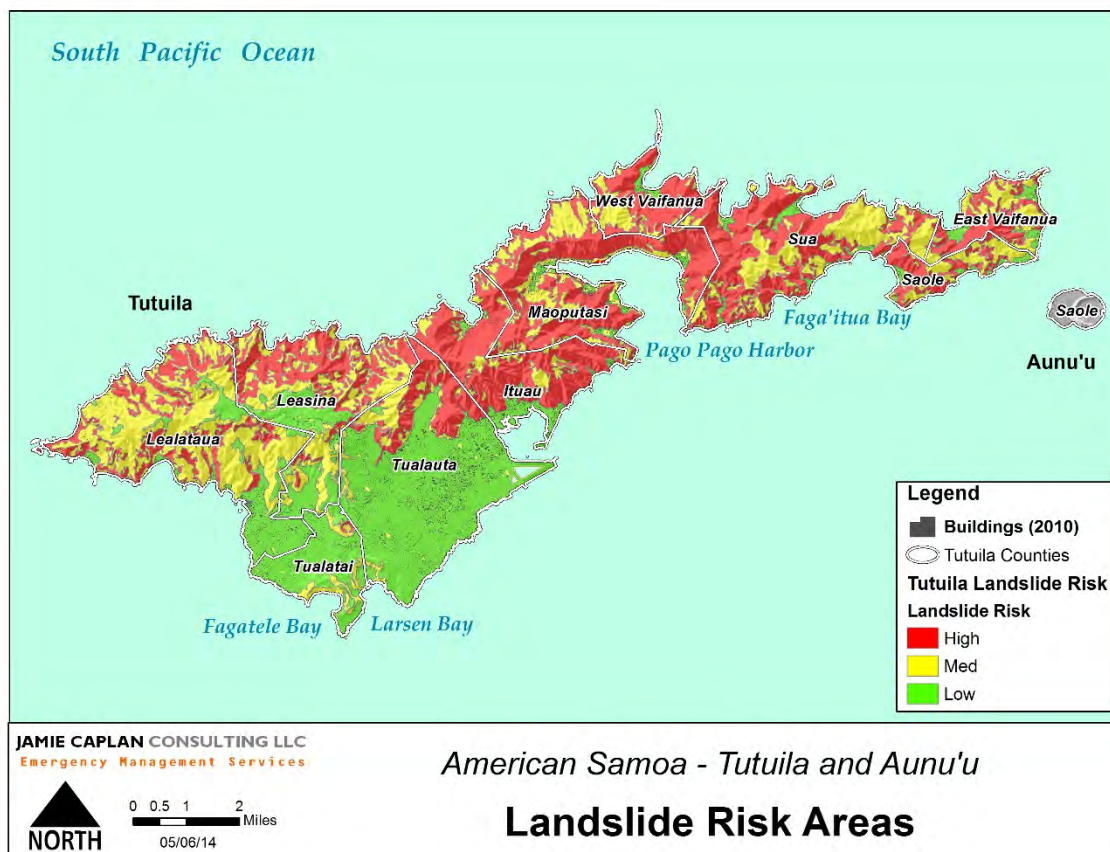 South Pacific Ocean
West Vaifanua
East Vaifanua
Sua
Saole
Tutuila
Maoputasi
Saole
Faga'itua Bay
Pago Pago Harbor
Aunu'u
Ituau
Leasina
Lealataua
Tualauta
Tualatai
Fagatele Bay
Larsen Bay
Legend
Buildings (2010)
Tutuila Counties
Tutuila Landslide Risk
Landslide Risk
High
Med
Low
JAMIE CAPLAN CONSULTING LLC
Emergency Management Services
NORTH
0 0.5 1 2
Miles
05/06/14
American Samoa - Tutuila and Aunu'u
Landslide Risk Areas